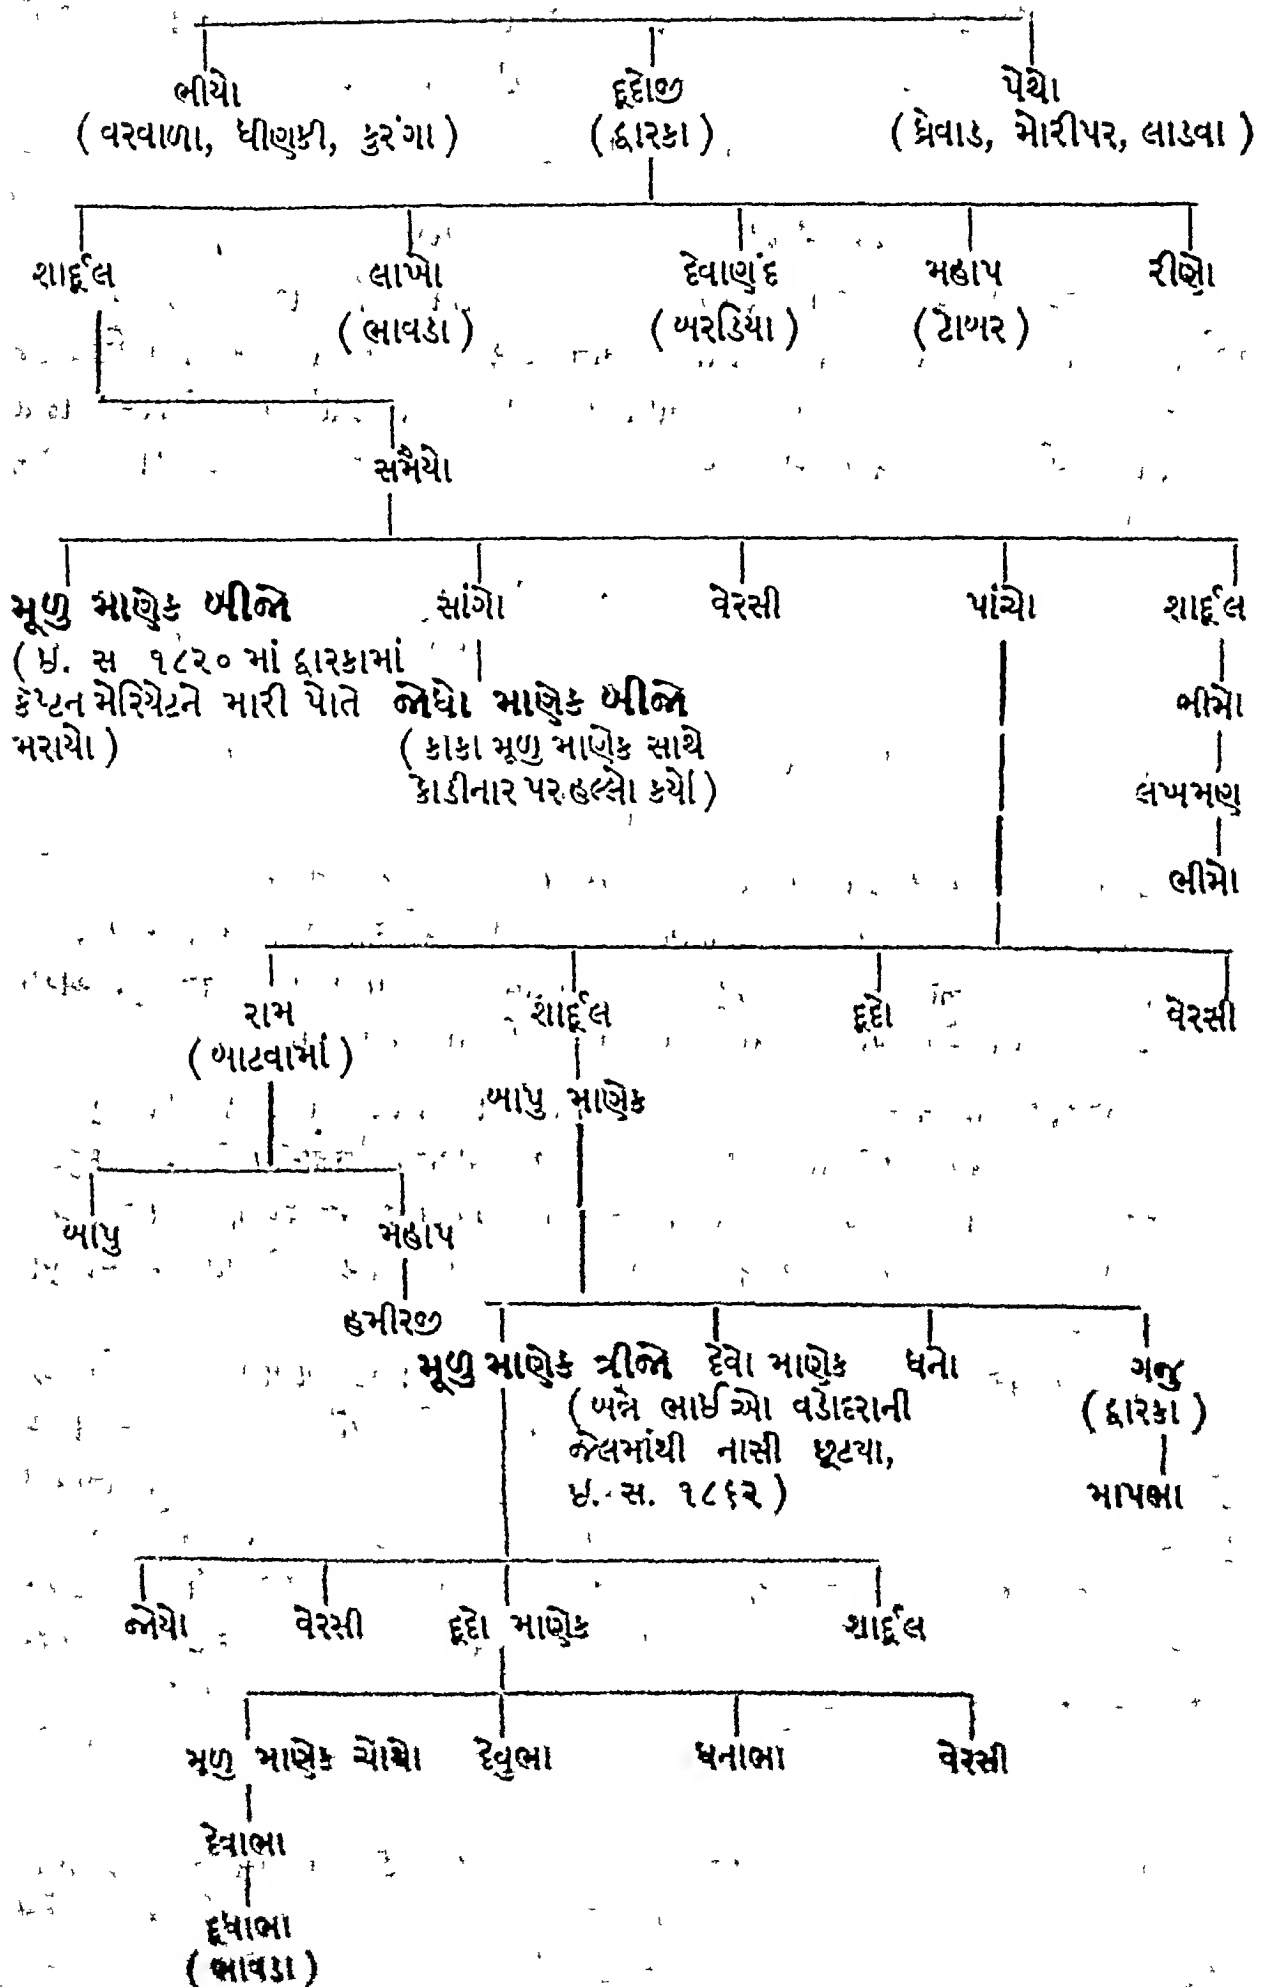 ભીયો દૂદોજી પેથો
(વરવાળા, ધીણકી, કુરંગા) (દ્વારકા) (ધ્રેવાડ, મોરીપર, લાડવા)
શાર્દૂલ લાખો દેવાણંદ મહાપ રીણો
(ભાવડા) (ખરડિયા) (ટોબર)
સમૈયો
મૂળુ માણેક બીજો સાંગો વેરસી પાંચો શાર્દૂલ
(ઇ. સ ૧૮૨૦ માં દ્વારકામાં
કેપ્ટન મેરિયેટને મારી પોતે જોધો માણેક બીજો ભીમો
મરાયો) (કાકા મૂળુ માણેક સાથે
કોડીનાર પર હલ્લો કર્યો) લખમણ
ભીમો
રામ શાર્દૂલ દૂદો વેરસી
(બાટવામાં)
બાપુ માણેક
બાપુ મહાપ
હમીરજી
મૂળુ માણેક ત્રીજો દેવો માણેક ધનો ગજુ
(બન્ને ભાઈઓ વડોદરાની (દ્વારકા)
જેલમાંથી નાસી છૂટયા,
ઇ. સ. ૧૮૬૨) માપભા
જોધો વેરસી દૂદો માણેક શાર્દૂલ
મૂળુ માણેક ચોથો દેવુભા ધનાભા વેરસી
દેવાભા
દૂધાભા
(ભાવડા)